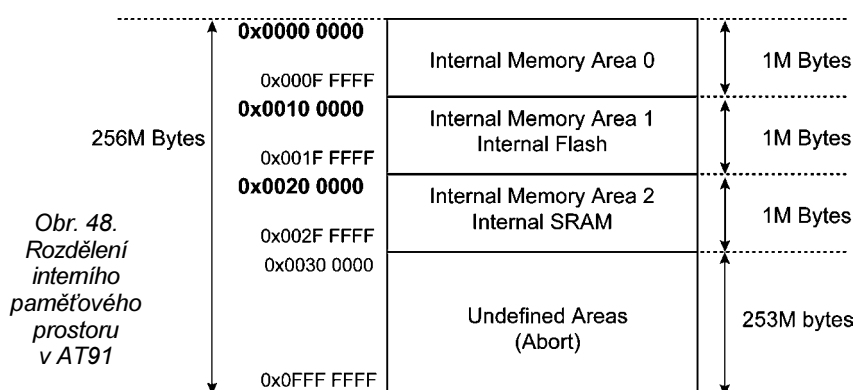 0x0000 0000
Internal Memory Area 0
1M Bytes
0x000F FFFF
0x0010 0000
Internal Memory Area 1
Internal Flash
1M Bytes
256M Bytes
0x001F FFFF
0x0020 0000
Internal Memory Area 2
Internal SRAM
1M Bytes
0x002F FFFF
0x0030 0000
Undefined Areas
(Abort)
253M bytes
0x0FFF FFFF
Obr. 48.
Rozdělení
interního
paměťového
prostoru
v AT91